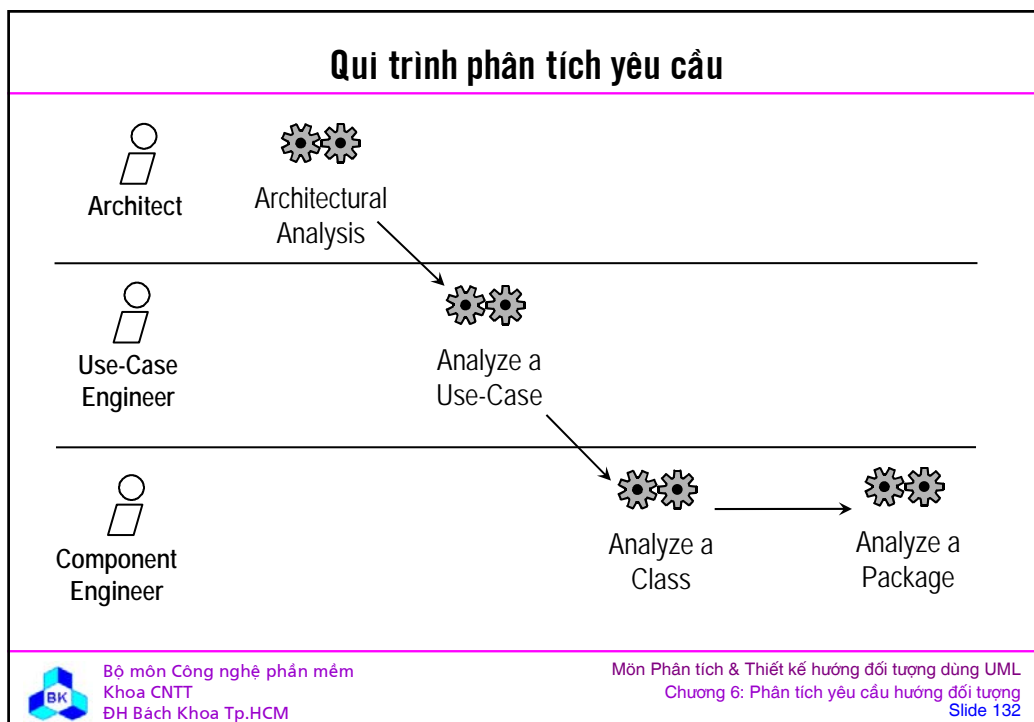 Qui trình phân tích yêu cầu
Architect
Architectural
Analysis
Use-Case
Engineer
Analyze a
Use-Case
Component
Engineer
Analyze a
Class
Analyze a
Package
BK
Bộ môn Công nghệ phần mềm
Khoa CNTT
ĐH Bách Khoa Tp.HCM
Môn Phân tích & Thiết kế hướng đối tượng dùng UML
Chương 6: Phân tích yêu cầu hướng đối tượng
Slide 132